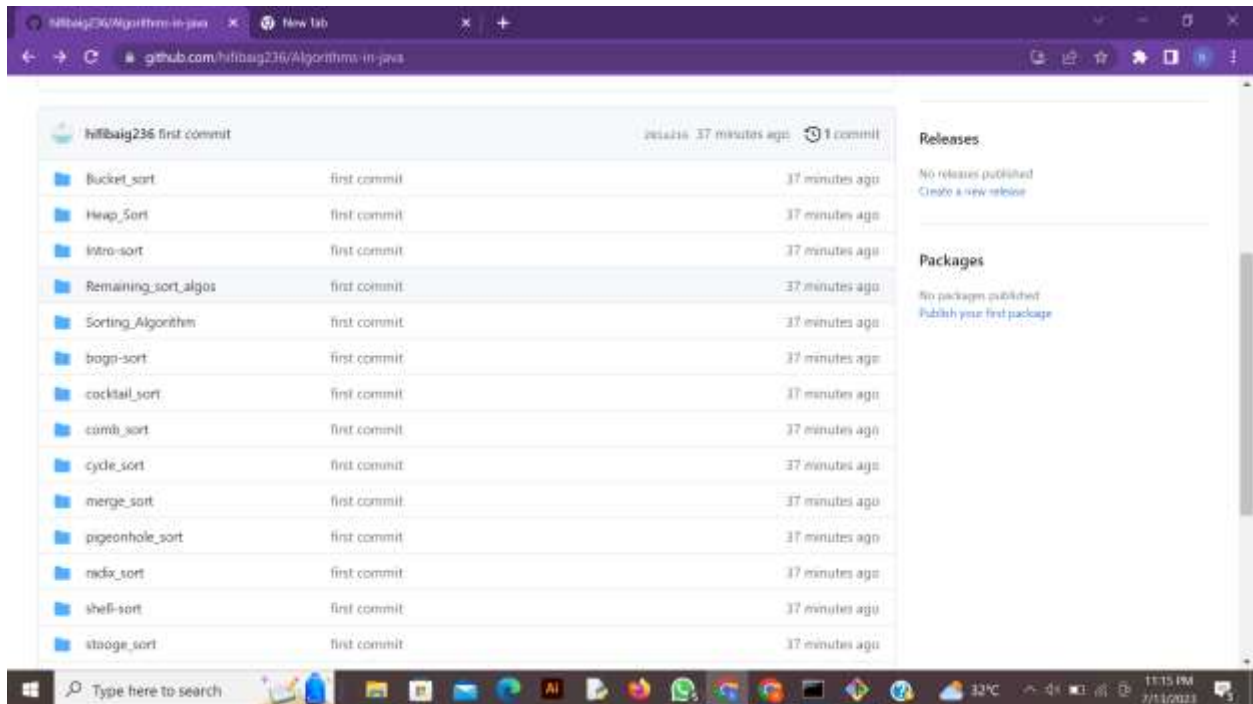 hifibaig236/Algorithms-in-java
New Tab
github.com/hifibaig236/Algorithms-in-java
hifibaig236 first commit 37 minutes ago 1 commit
Bucket_sort first commit 37 minutes ago
Heap_Sort first commit 37 minutes ago
Intro-sort first commit 37 minutes ago
Remaining_sort_algos first commit 37 minutes ago
Sorting_Algorithm first commit 37 minutes ago
bogo-sort first commit 37 minutes ago
cocktail_sort first commit 37 minutes ago
comb_sort first commit 37 minutes ago
cycle_sort first commit 37 minutes ago
merge_sort first commit 37 minutes ago
pigeonhole_sort first commit 37 minutes ago
radix_sort first commit 37 minutes ago
shell-sort first commit 37 minutes ago
stooge_sort first commit 37 minutes ago
Releases
No releases published
Create a new release
Packages
No packages published
Publish your first package
Type here to search
Ai
32°C
11:15 PM
7/13/2023